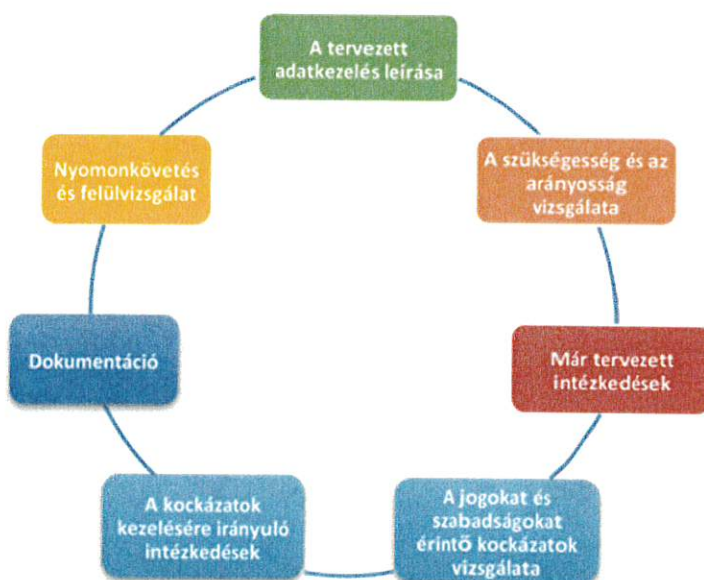 A tervezett
adatkezelés leírása
A szükségesség és az
arányosság
vizsgálata
Már tervezett
intézkedések
A jogokat és
szabadságokat
érintő kockázatok
vizsgálata
A kockázatok
kezelésére irányuló
intézkedések
Dokumentáció
Nyomonkövetés
és felülvizsgálat